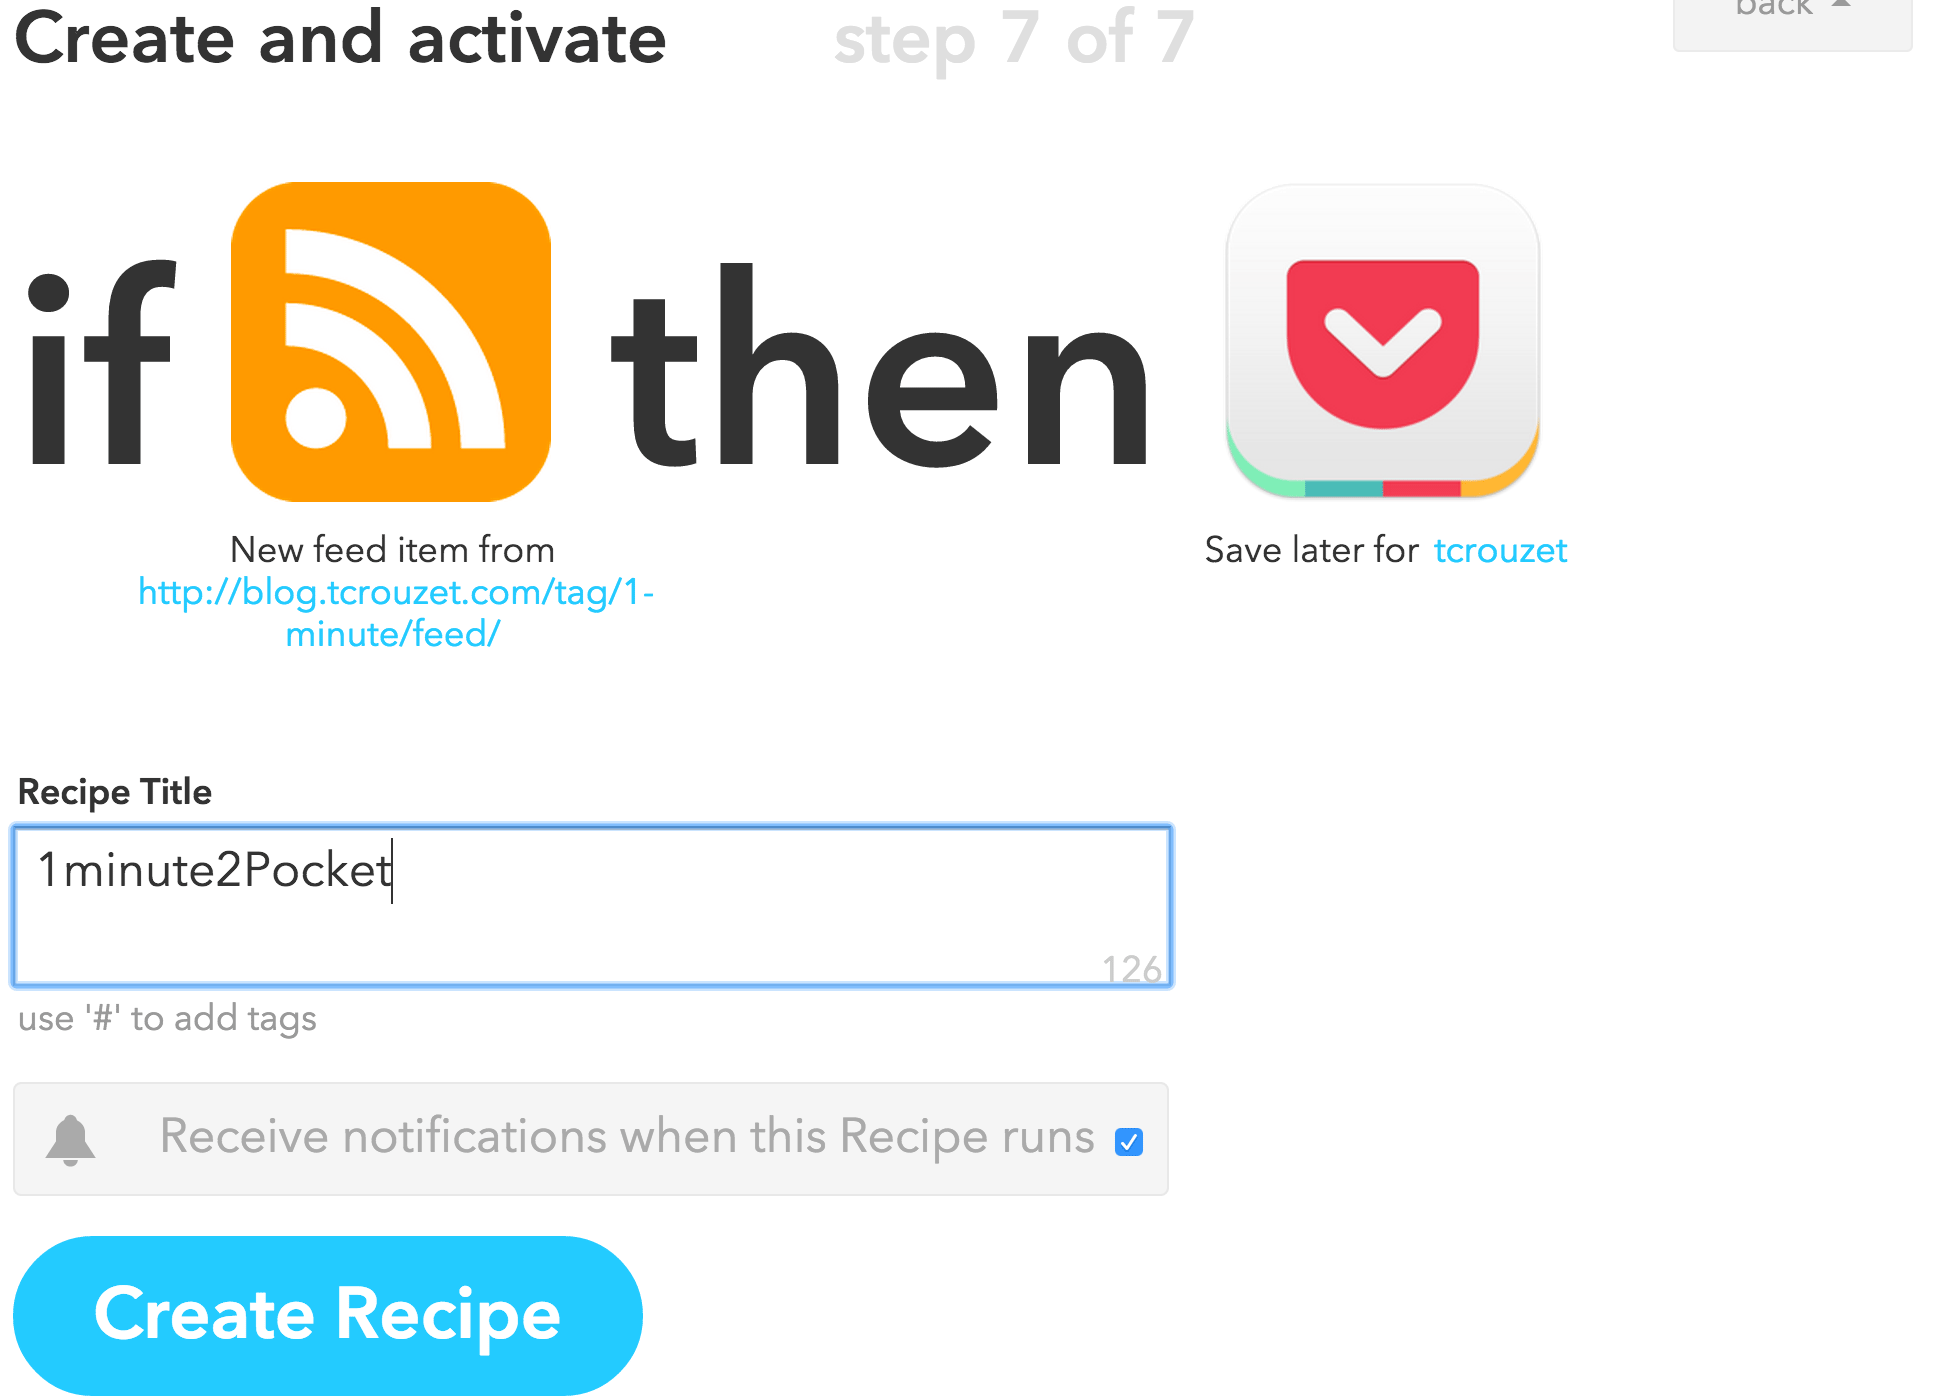 Create and activate step 7 of 7
back
if then
New feed item from
http://blog.tcrouzet.com/tag/1-
minute/feed/
Save later for tcrouzet
Recipe Title
1minute2Pocket
126
use '#' to add tags
Receive notifications when this Recipe runs
Create Recipe